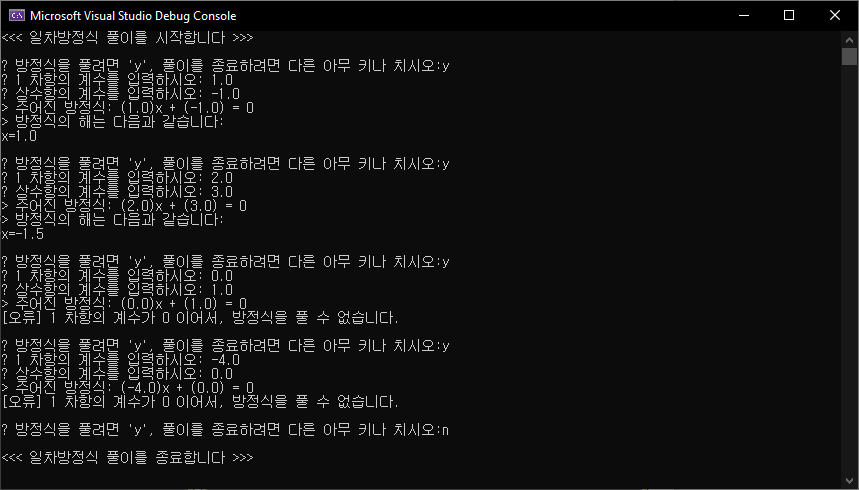 Microsoft Visual Studio Debug Console
<<< 일차방정식 풀이를 시작합니다 >>>
? 방정식을 풀려면 'y', 풀이를 종료하려면 다른 아무 키나 치시오:y
? 1 차항의 계수를 입력하시오: 1.0
? 상수항의 계수를 입력하시오: -1.0
> 주어진 방정식: (1.0)x + (-1.0) = 0
> 방정식의 해는 다음과 같습니다:
x=1.0
? 방정식을 풀려면 'y', 풀이를 종료하려면 다른 아무 키나 치시오:y
? 1 차항의 계수를 입력하시오: 2.0
? 상수항의 계수를 입력하시오: 3.0
> 주어진 방정식: (2.0)x + (3.0) = 0
> 방정식의 해는 다음과 같습니다:
x=-1.5
? 방정식을 풀려면 'y', 풀이를 종료하려면 다른 아무 키나 치시오:y
? 1 차항의 계수를 입력하시오: 0.0
? 상수항의 계수를 입력하시오: 1.0
> 주어진 방정식: (0.0)x + (1.0) = 0
[오류] 1 차항의 계수가 0 이어서, 방정식을 풀 수 없습니다.
? 방정식을 풀려면 'y', 풀이를 종료하려면 다른 아무 키나 치시오:y
? 1 차항의 계수를 입력하시오: -4.0
? 상수항의 계수를 입력하시오: 0.0
> 주어진 방정식: (-4.0)x + (0.0) = 0
[오류] 1 차항의 계수가 0 이어서, 방정식을 풀 수 없습니다.
? 방정식을 풀려면 'y', 풀이를 종료하려면 다른 아무 키나 치시오:n
<<< 일차방정식 풀이를 종료합니다 >>>